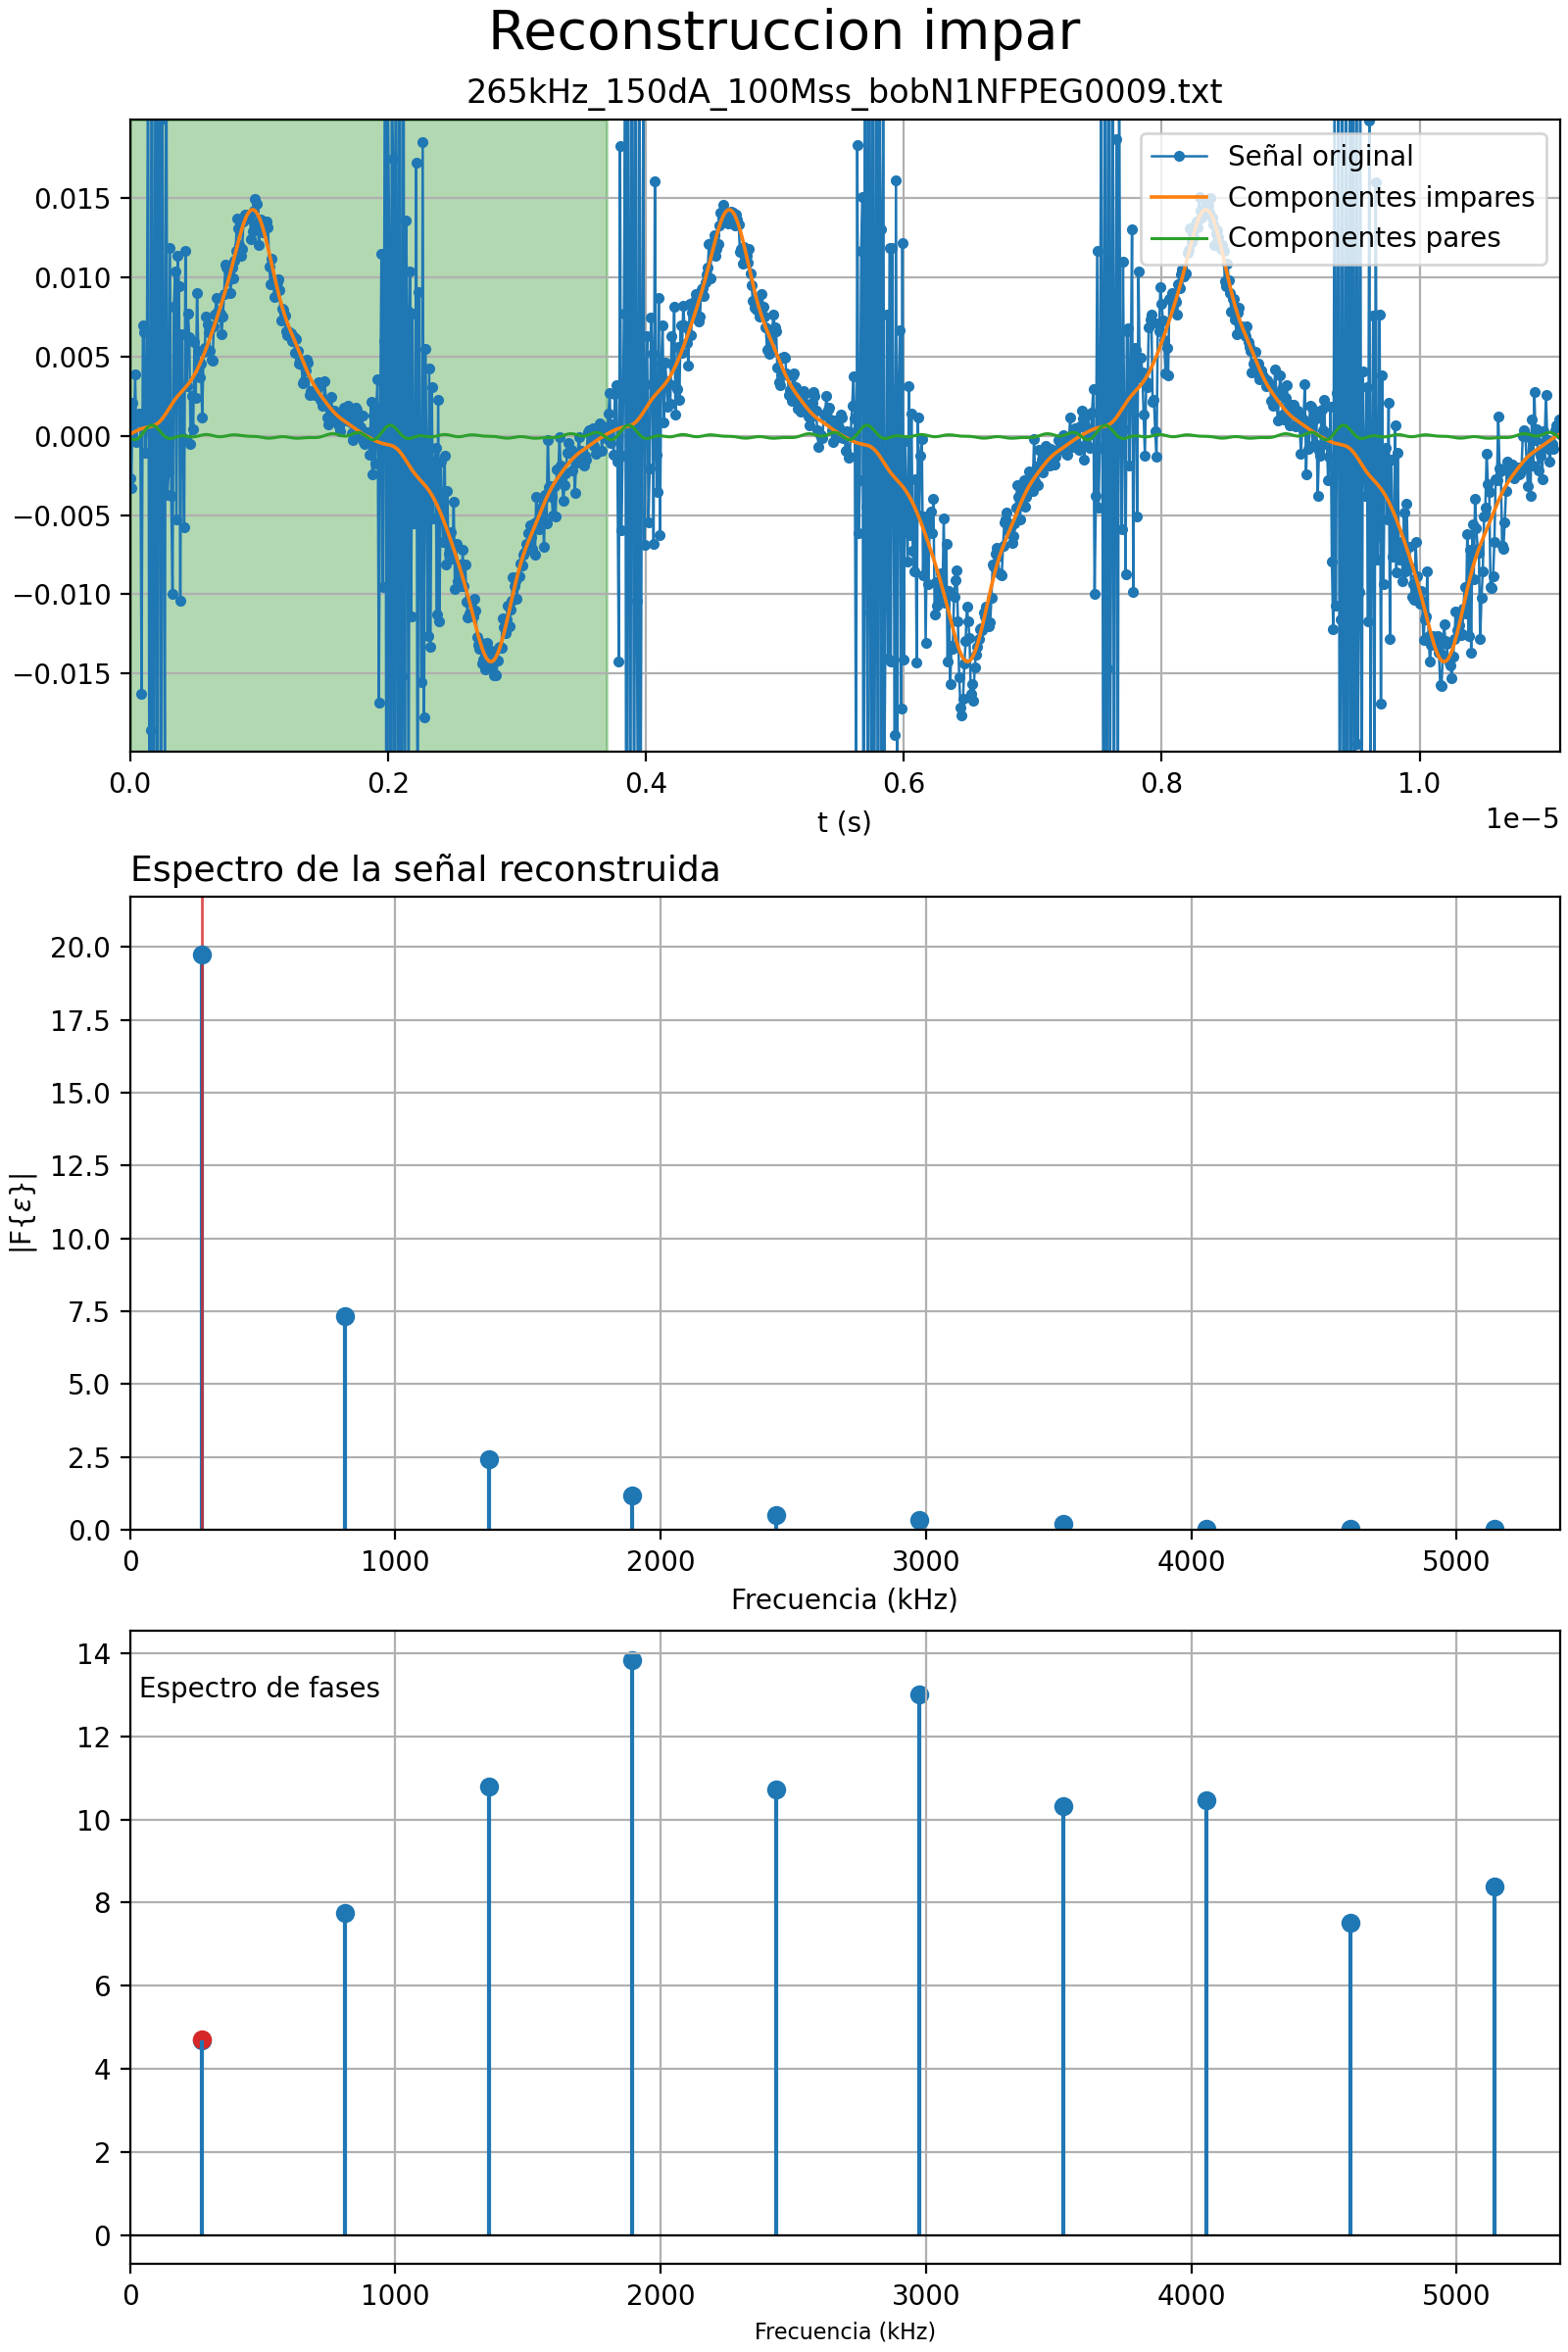 Reconstruccion impar
265kHz_150dA_100Mss_bobN1NFPEG0009.txt
Señal original
Componentes impares
Componentes pares
0.015
0.010
0.005
0.000
−0.005
−0.010
−0.015
0.0 0.2 0.4 0.6 0.8 1.0
1e−5
t (s)
Espectro de la señal reconstruida
20.0
17.5
15.0
12.5
10.0
7.5
5.0
2.5
0.0
|F{ε}|
0 1000 2000 3000 4000 5000
Frecuencia (kHz)
Espectro de fases
14
12
10
8
6
4
2
0
0 1000 2000 3000 4000 5000
Frecuencia (kHz)